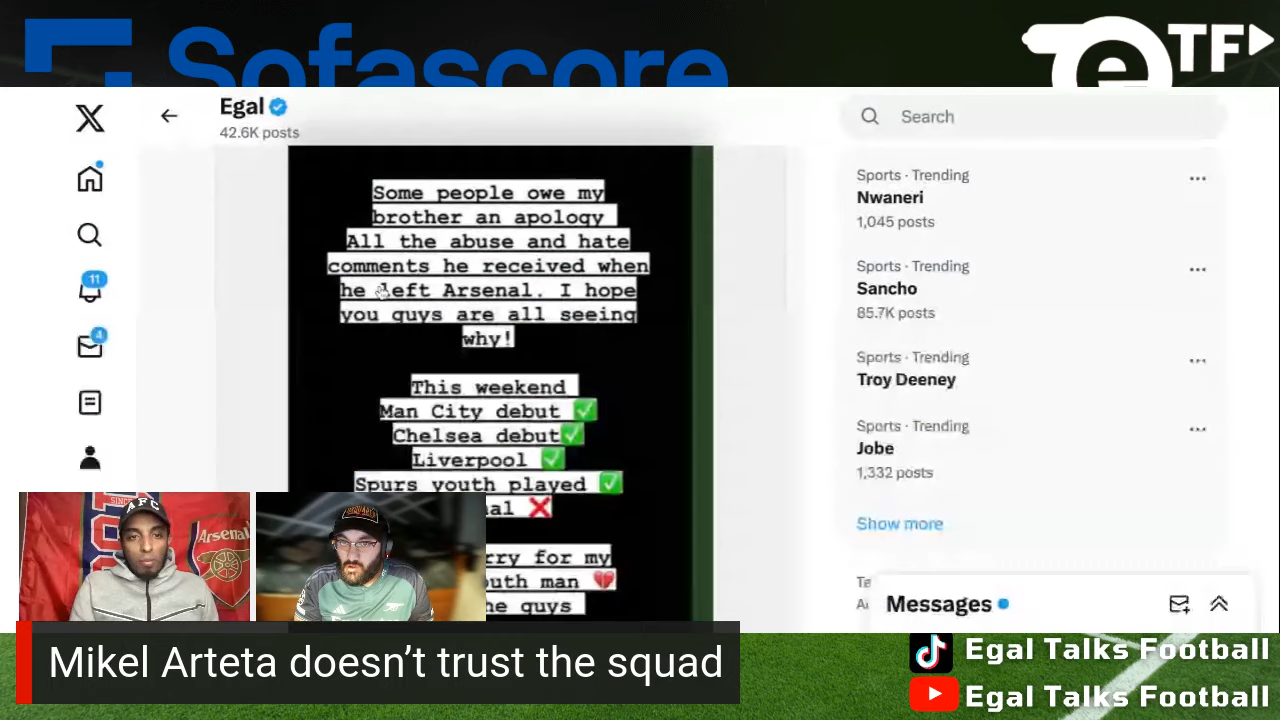 Sofascore
e TF
Egal
42.6K posts
Search
Some people owe my
brother an apology
All the abuse and hate
comments he received when
he left Arsenal. I hope
you guys are all seeing
why!
This weekend
Man City debut ✅
Chelsea debut✅
Liverpool ✅
Spurs youth played ✅
❌
rry for my
outh man 💔
he guys
Sports · Trending
Nwaneri
1,045 posts
Sports · Trending
Sancho
85.7K posts
Sports · Trending
Troy Deeney
Sports · Trending
Jobe
1,332 posts
Show more
Messages
11
4
AFC
Arsenal
Mikel Arteta doesn’t trust the squad
Egal Talks Football
Egal Talks Football